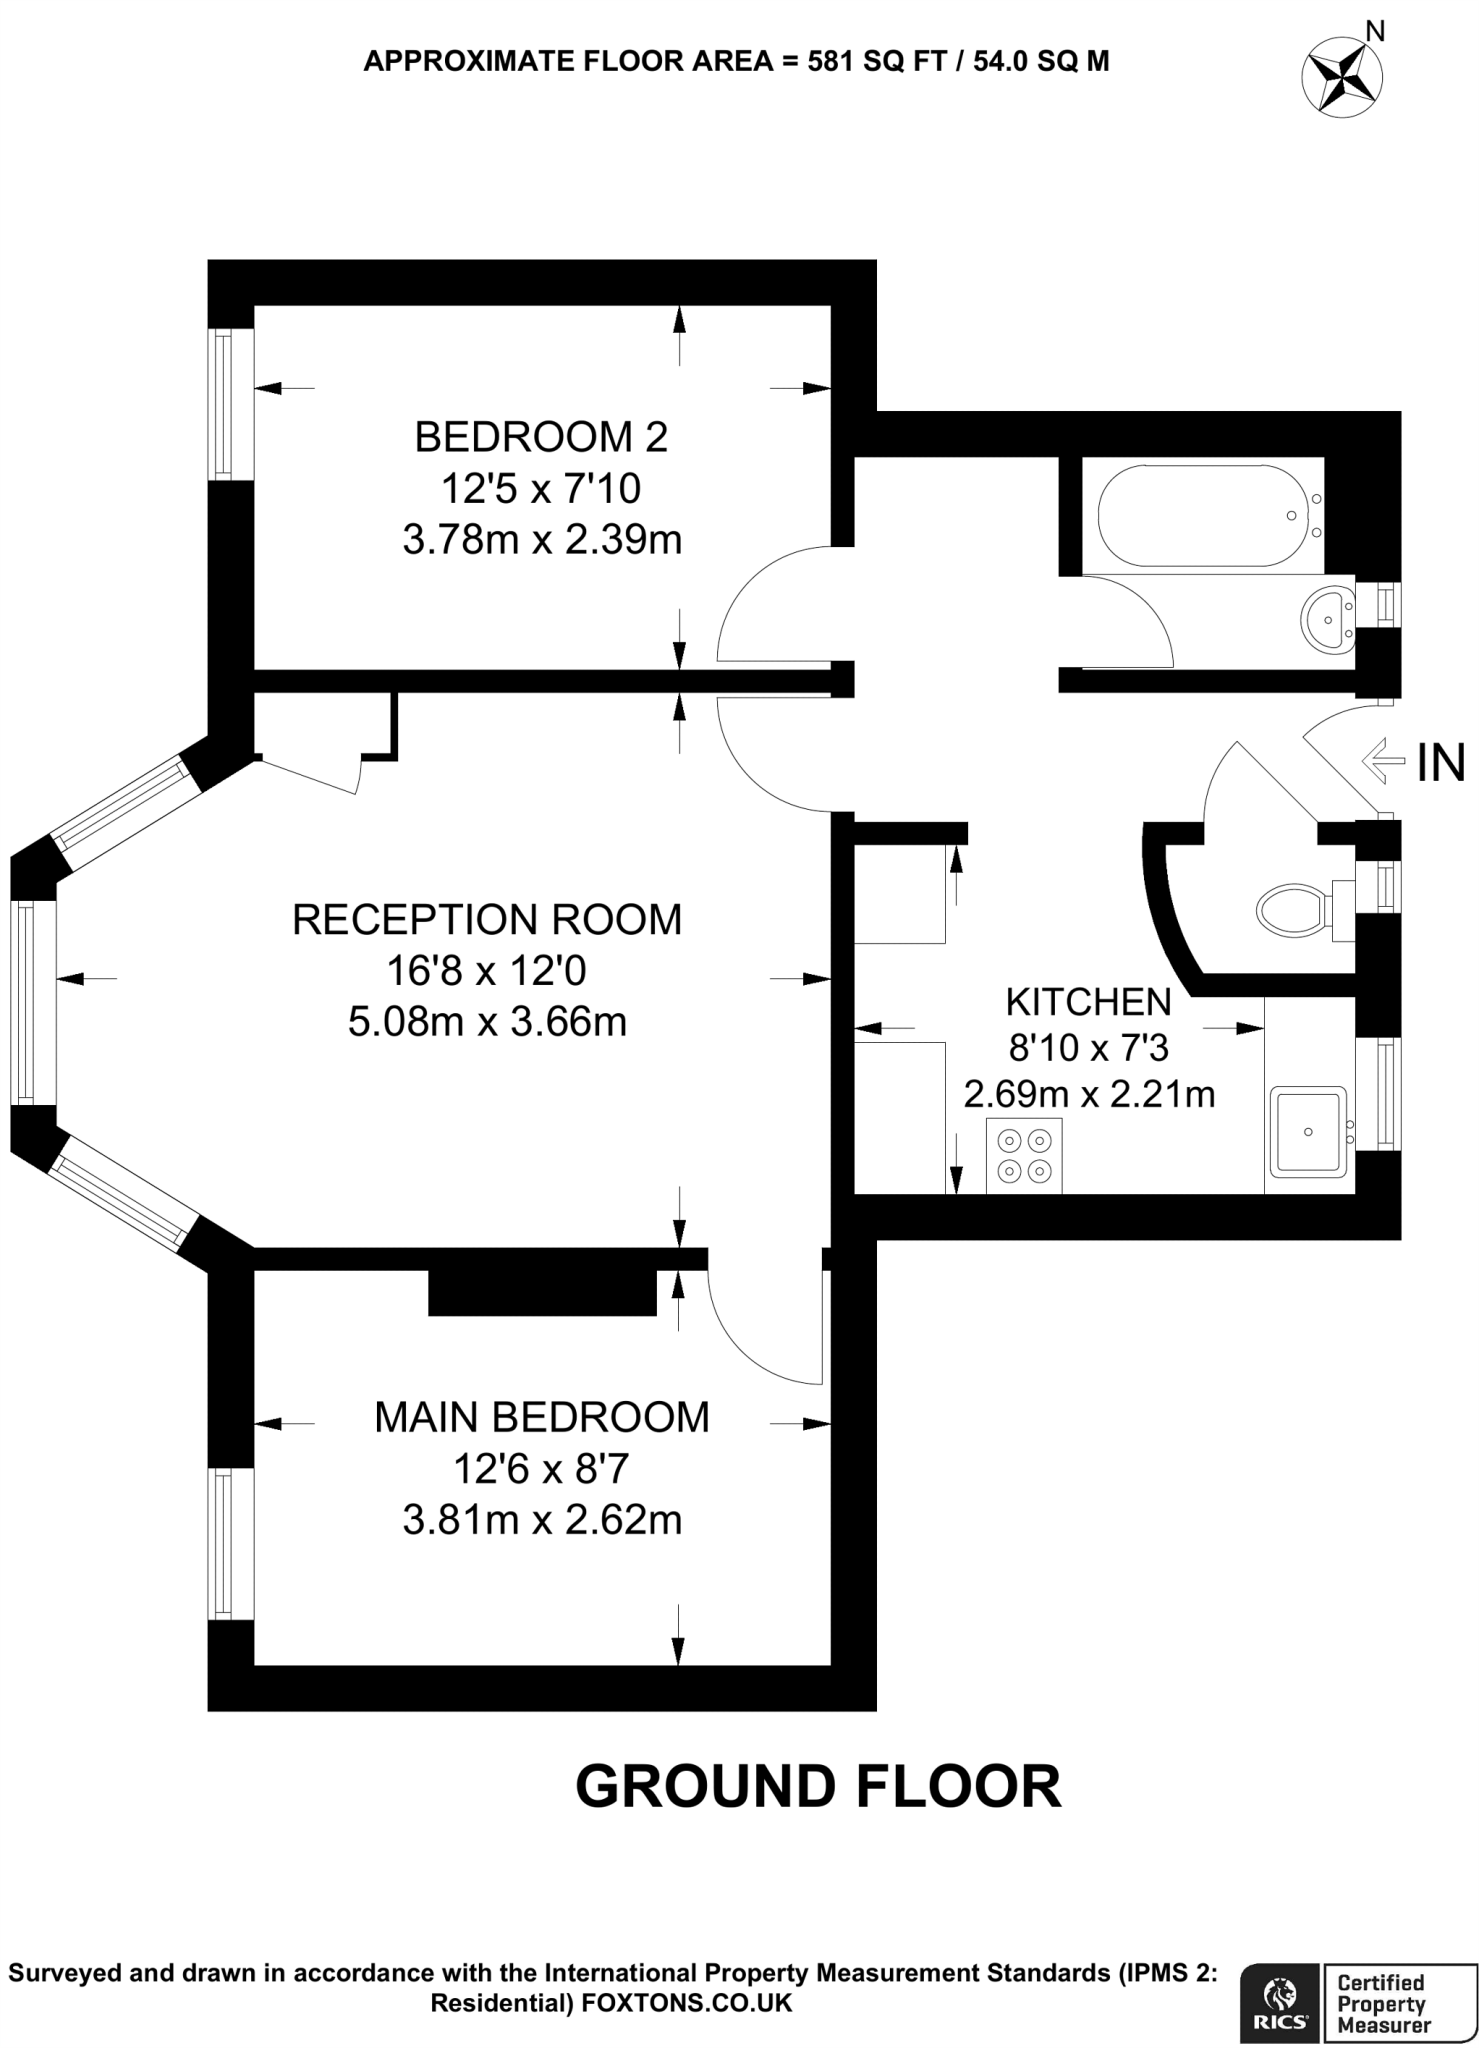 APPROXIMATE FLOOR AREA = 581 SQ FT / 54.0 SQ M
N
BEDROOM 2
12'5 x 7'10
3.78m x 2.39m
IN
RECEPTION ROOM
16'8 x 12'0
5.08m x 3.66m
KITCHEN
8'10 x 7'3
2.69m x 2.21m
MAIN BEDROOM
12'6 x 8'7
3.81m x 2.62m
GROUND FLOOR
Surveyed and drawn in accordance with the International Property Measurement Standards (IPMS 2:
Residential) FOXTONS.CO.UK
RICS
Certified
Property
Measurer